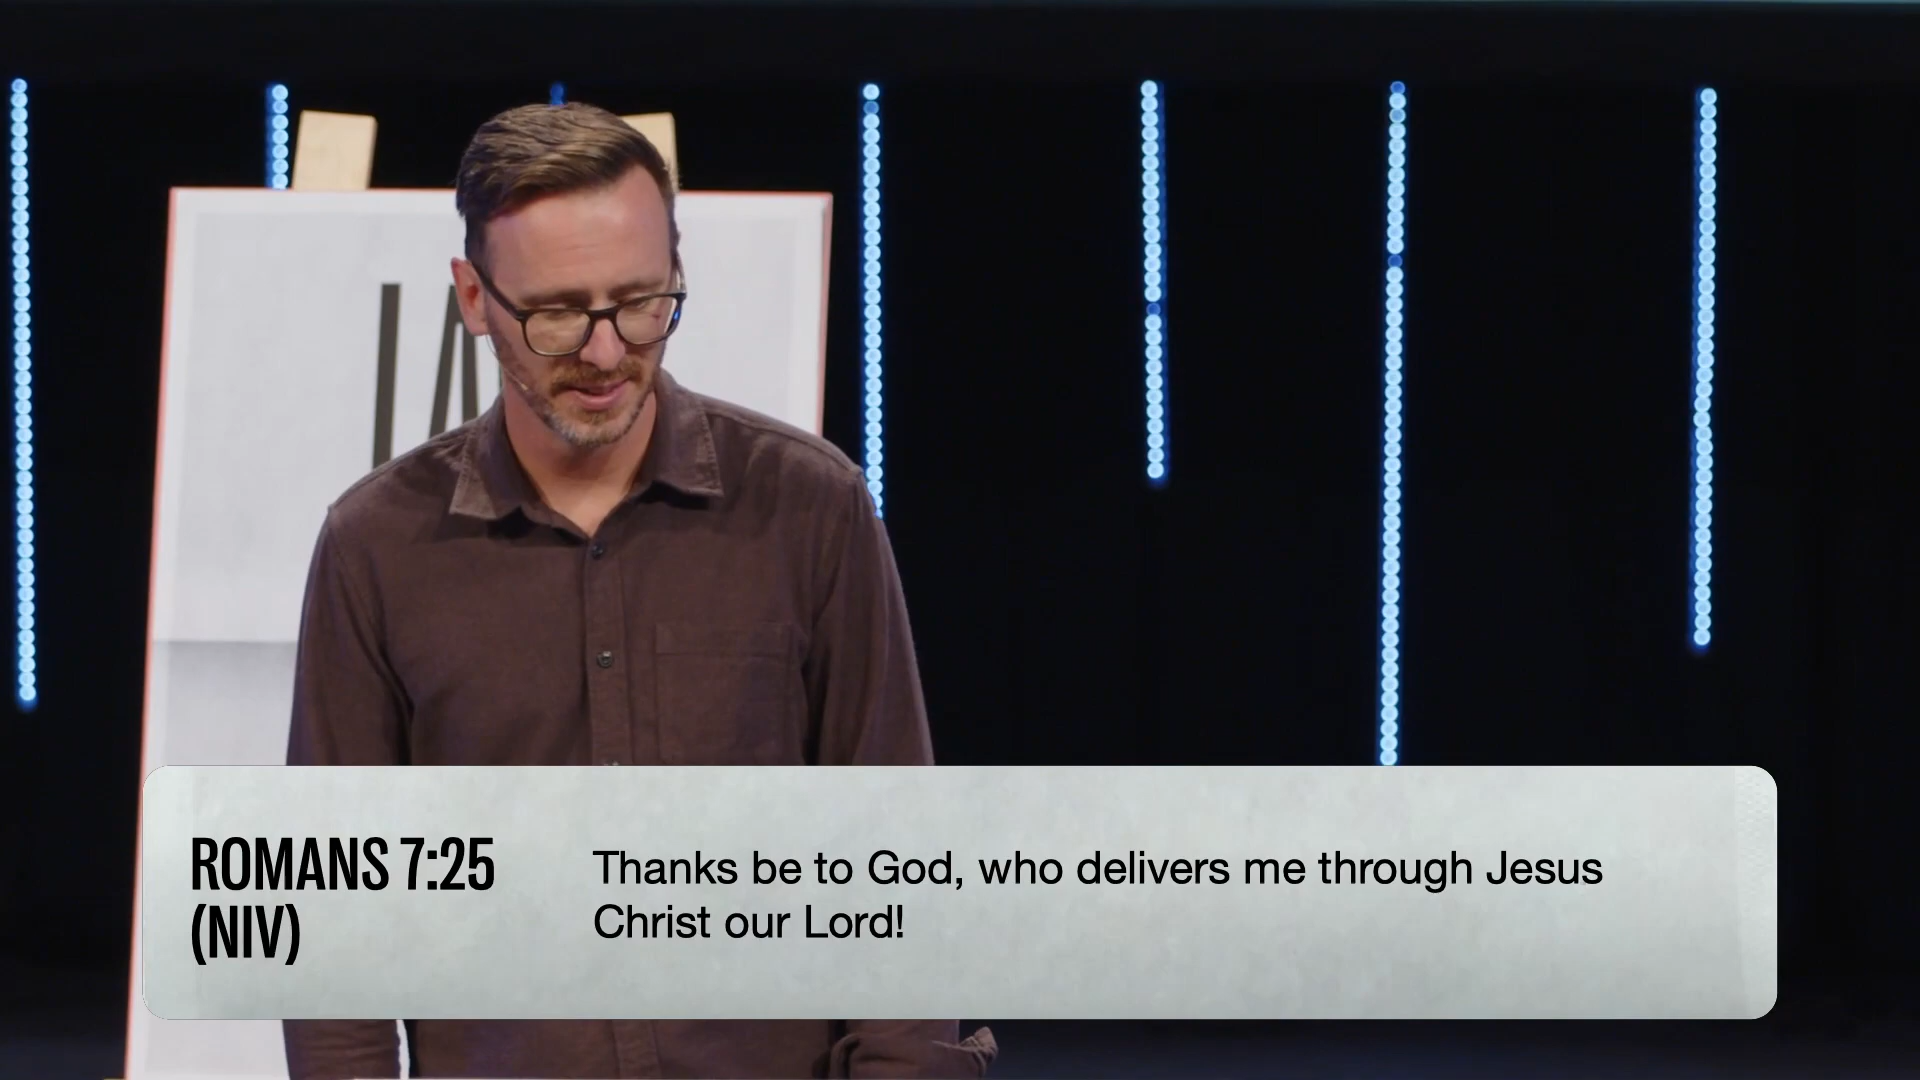 ROMANS 7:25
(NIV)
Thanks be to God, who delivers me through Jesus
Christ our Lord!